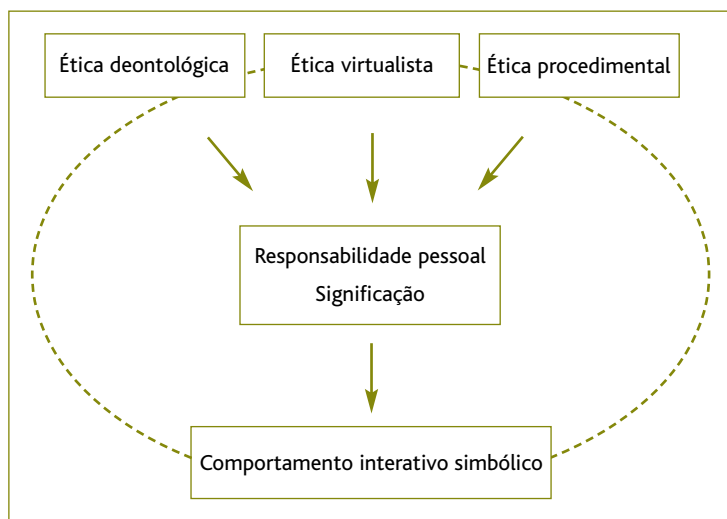 Ética deontológica
Ética virtualista
Ética procedimental
Responsabilidade pessoal
Significação
Comportamento interativo simbólico